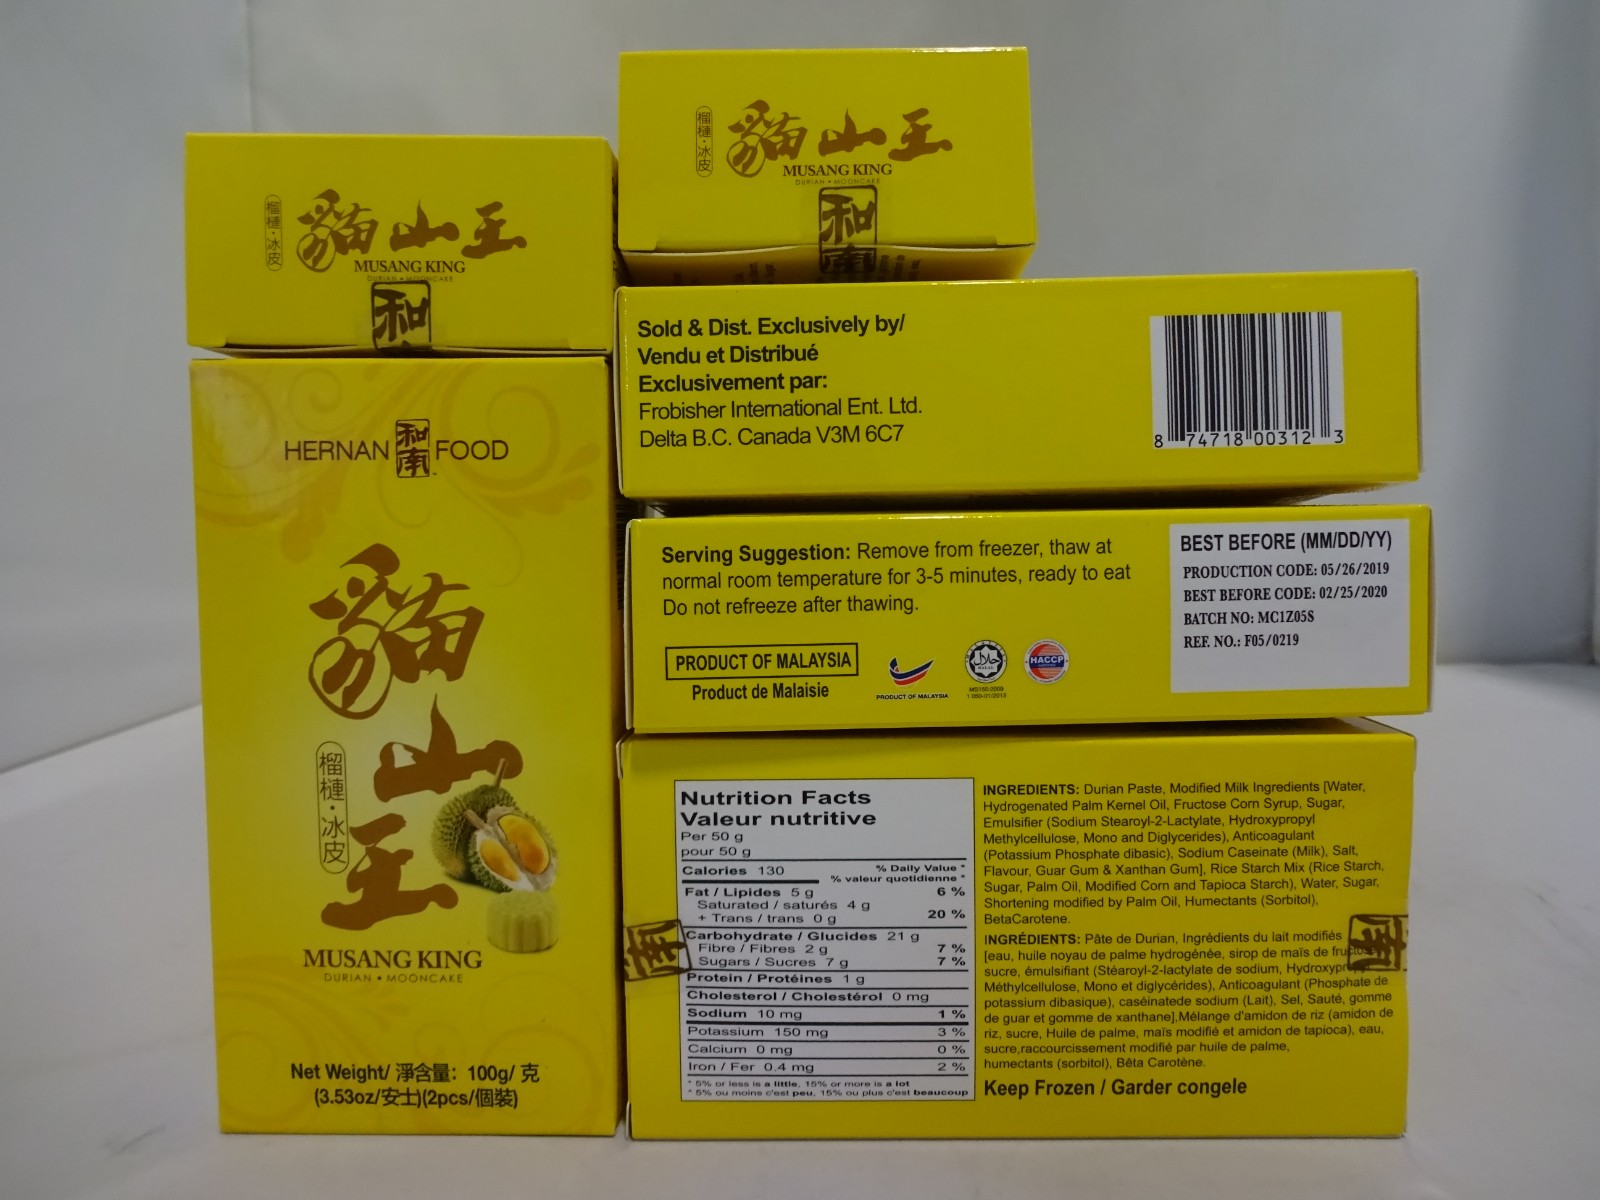 榴槤·冰皮
貓山王
MUSANG KING
DURIAN • MOONCAKE
和
榴槤·冰皮
貓山王
MUSANG KING
DURIAN • MOONCAKE
和南
HERNAN 和南 FOOD
貓山王
榴槤·冰皮
MUSANG KING
DURIAN • MOONCAKE
Net Weight/ 淨含量: 100g/ 克
(3.53oz/安士)(2pcs/個裝)
Sold & Dist. Exclusively by/
Vendu et Distribué
Exclusivement par:
Frobisher International Ent. Ltd.
Delta B.C. Canada V3M 6C7
8 74718 00312 3
Serving Suggestion: Remove from freezer, thaw at
normal room temperature for 3-5 minutes, ready to eat
Do not refreeze after thawing.
PRODUCT OF MALAYSIA
Product de Malaisie
PRODUCT OF MALAYSIA
HALAL
MS1500:2009
HACCP
BEST BEFORE (MM/DD/YY)
PRODUCTION CODE: 05/26/2019
BEST BEFORE CODE: 02/25/2020
BATCH NO: MC1Z05S
REF. NO.: F05/0219
Nutrition Facts
Valeur nutritive
Per 50 g
pour 50 g
Calories 130 % Daily Value *
% valeur quotidienne *
Fat / Lipides 5 g 6 %
Saturated / saturés 4 g
+ Trans / trans 0 g 20 %
Carbohydrate / Glucides 21 g
Fibre / Fibres 2 g 7 %
Sugars / Sucres 7 g 7 %
Protein / Protéines 1 g
Cholesterol / Cholestérol 0 mg
Sodium 10 mg 1 %
Potassium 150 mg 3 %
Calcium 0 mg 0 %
Iron / Fer 0.4 mg 2 %
* 5% or less is a little, 15% or more is a lot
* 5% ou moins c'est peu, 15% ou plus c'est beaucoup
南
INGREDIENTS: Durian Paste, Modified Milk Ingredients [Water,
Hydrogenated Palm Kernel Oil, Fructose Corn Syrup, Sugar,
Emulsifier (Sodium Stearoyl-2-Lactylate, Hydroxypropyl
Methylcellulose, Mono and Diglycerides), Anticoagulant
(Potassium Phosphate dibasic), Sodium Caseinate (Milk), Salt,
Flavour, Guar Gum & Xanthan Gum], Rice Starch Mix (Rice Starch,
Sugar, Palm Oil, Modified Corn and Tapioca Starch), Water, Sugar,
Shortening modified by Palm Oil, Humectants (Sorbitol),
BetaCarotene.
INGRÉDIENTS: Pâte de Durian, Ingrédients du lait modifiés
[eau, huile noyau de palme hydrogénée, sirop de maïs de fructose,
sucre, émulsifiant (Stéaroyl-2-lactylate de sodium, Hydroxypropyl
Méthylcellulose, Mono et diglycérides), Anticoagulant (Phosphate de
potassium dibasique), caséinatede sodium (Lait), Sel, Sauté, gomme
de guar et gomme de xanthane],Mélange d'amidon de riz (amidon de
riz, sucre, Huile de palme, maïs modifié et amidon de tapioca), eau,
sucre,raccourcissement modifié par huile de palme,
humectants (sorbitol), Bêta Carotène.
Keep Frozen / Garder congele
南